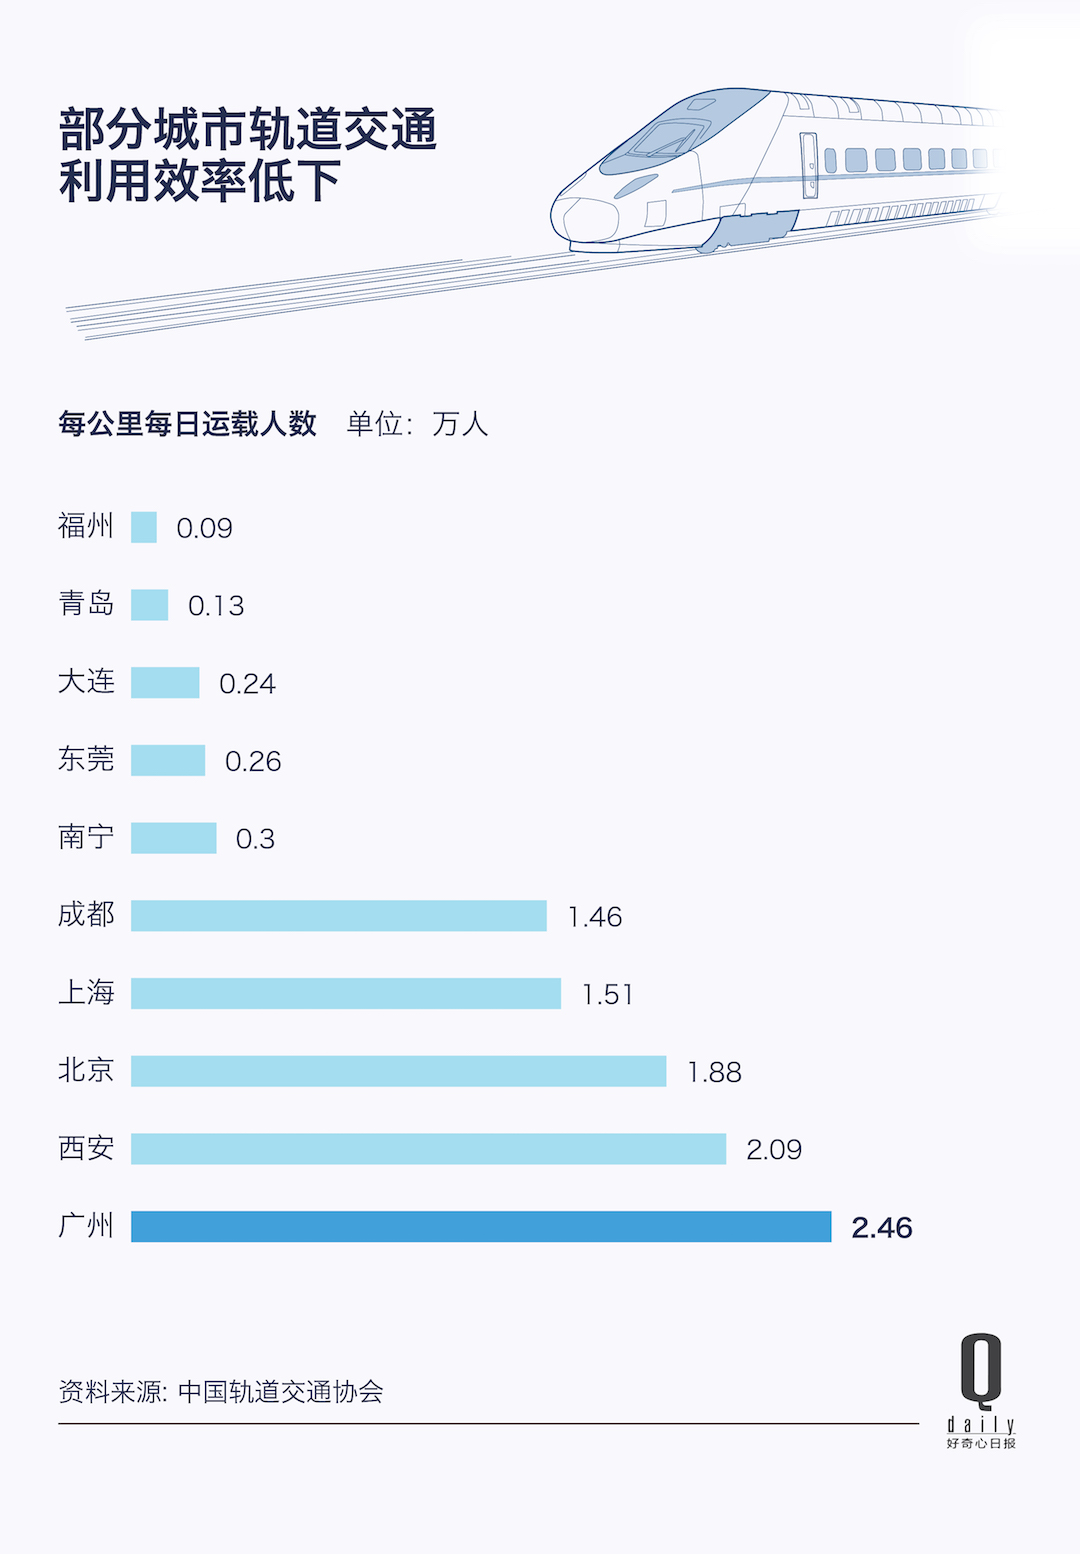 部分城市轨道交通
利用效率低下
每公里每日运载人数 单位：万人
福州 0.09
青岛 0.13
大连 0.24
东莞 0.26
南宁 0.3
成都 1.46
上海 1.51
北京 1.88
西安 2.09
广州 2.46
资料来源: 中国轨道交通协会
Q
daily
好奇心日报